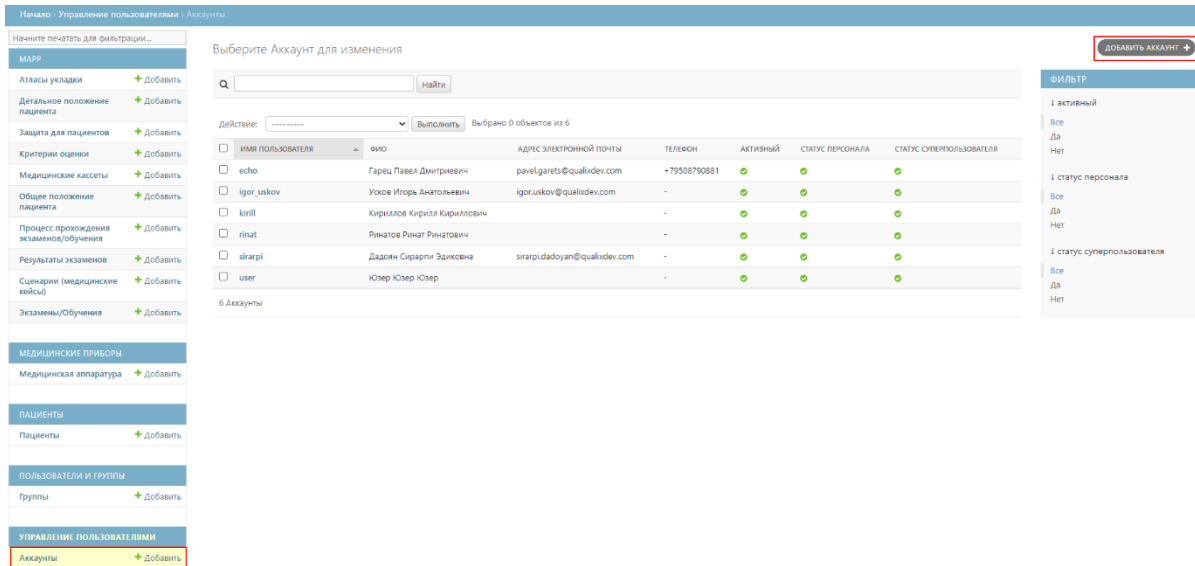 Начало › Управление пользователями › Аккаунты
Начните печатать для фильтрации...
MAPP
Атласы укладки + Добавить
Детальное положение пациента + Добавить
Защита для пациентов + Добавить
Критерии оценки + Добавить
Медицинские кассеты + Добавить
Общее положение пациента + Добавить
Процесс прохождения экзаменов/обучения + Добавить
Результаты экзаменов + Добавить
Сценарии (медицинские кейсы) + Добавить
Экзамены/Обучения + Добавить
МЕДИЦИНСКИЕ ПРИБОРЫ
Медицинская аппаратура + Добавить
ПАЦИЕНТЫ
Пациенты + Добавить
ПОЛЬЗОВАТЕЛИ И ГРУППЫ
Группы + Добавить
УПРАВЛЕНИЕ ПОЛЬЗОВАТЕЛЯМИ
Аккаунты + Добавить
Выберите Аккаунт для изменения
ДОБАВИТЬ АККАУНТ +
Найти
Действие: --------- Выполнить Выбрано 0 объектов из 6
ИМЯ ПОЛЬЗОВАТЕЛЯ ФИО АДРЕС ЭЛЕКТРОННОЙ ПОЧТЫ ТЕЛЕФОН АКТИВНЫЙ СТАТУС ПЕРСОНАЛА СТАТУС СУПЕРПОЛЬЗОВАТЕЛЯ
echo Гарец Павел Дмитриевич pavel.garets@qualixdev.com +79508790881
igor_uskov Усков Игорь Анатольевич igor.uskov@qualixdev.com -
kirill Кириллов Кирилл Кириллович -
rinat Ринатов Ринат Ринатович -
sirarpi Дадоян Сирарпи Эдиковна sirarpi.dadoyan@qualixdev.com -
user Юзер Юзер Юзер -
6 Аккаунты
ФИЛЬТР
↓ активный
Все
Да
Нет
↓ статус персонала
Все
Да
Нет
↓ статус суперпользователя
Все
Да
Нет